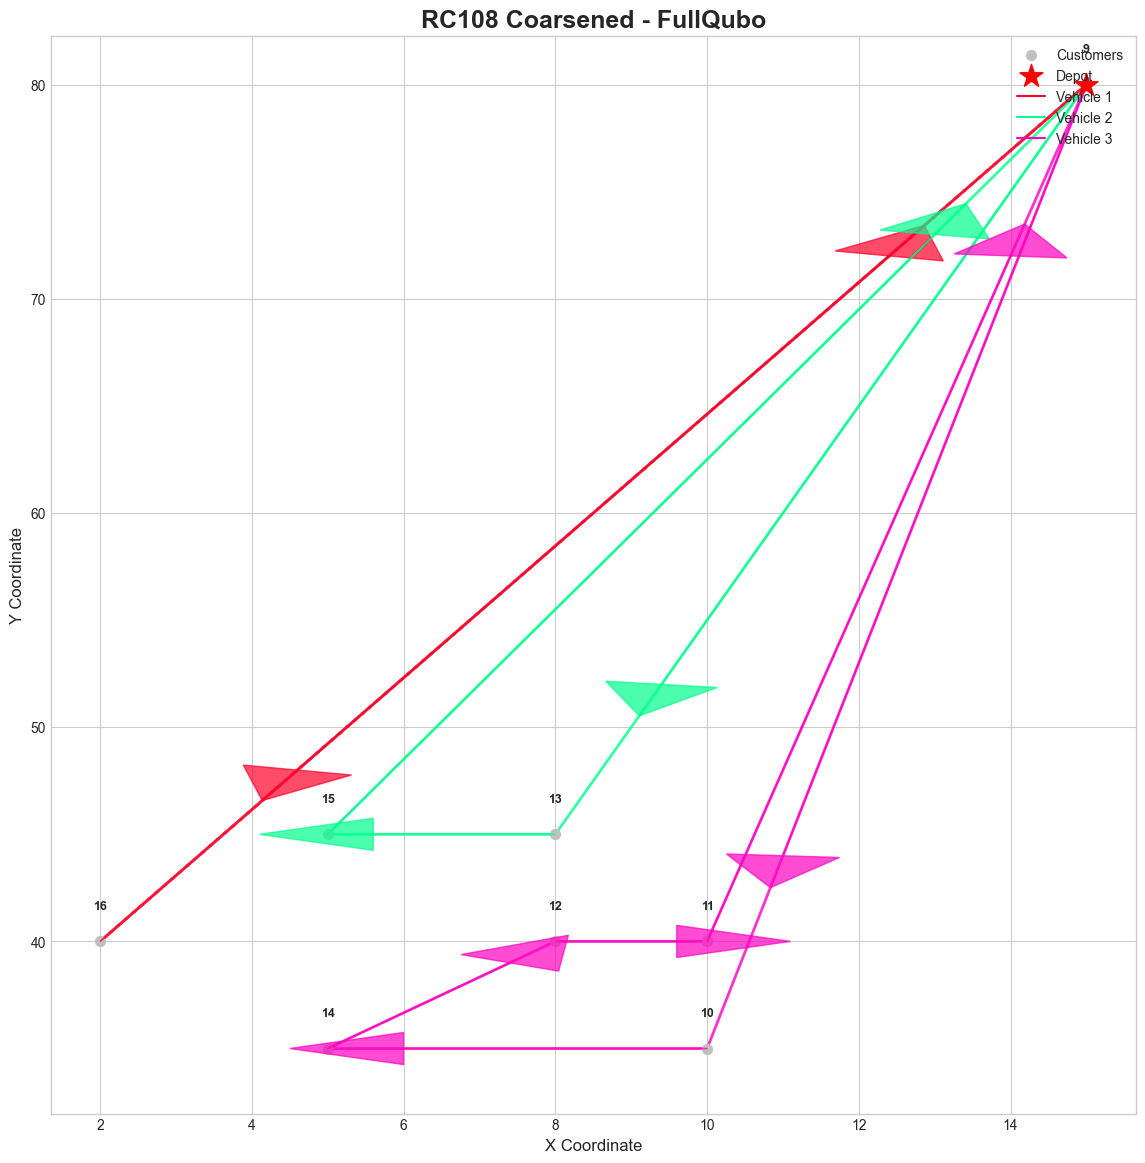 RC108 Coarsened - FullQubo
9
Customers
Depot
Vehicle 1
Vehicle 2
Vehicle 3
80
70
60
50
40
Y Coordinate
15
13
16
12
11
14
10
2
4
6
8
10
12
14
X Coordinate